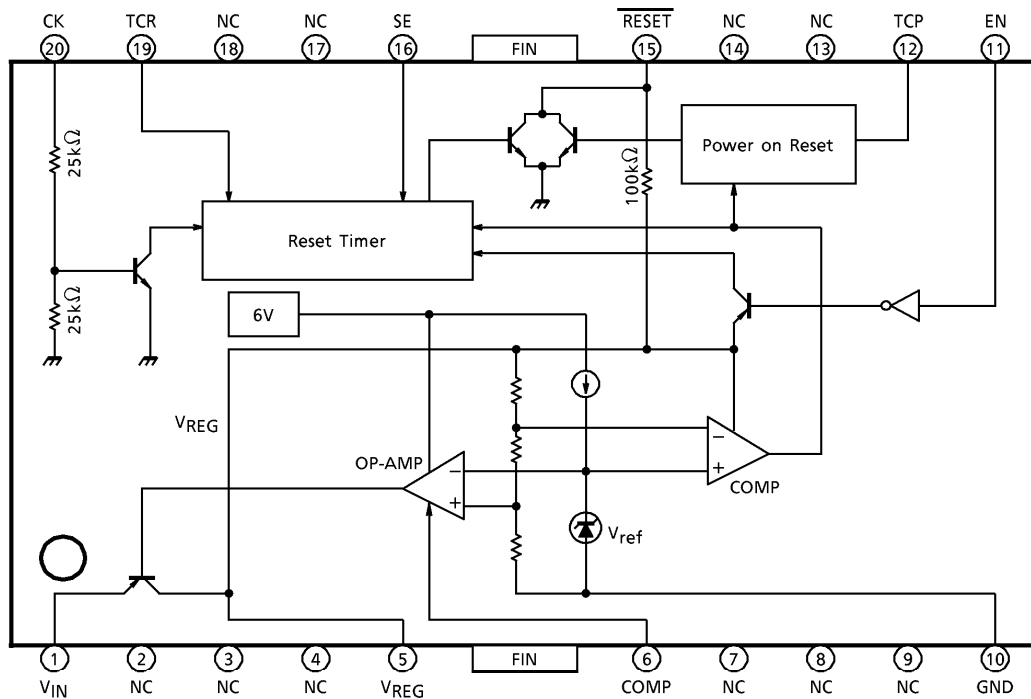 CK TCR NC NC SE RESET NC NC TCP EN
20 19 18 17 16 FIN 15 14 13 12 11
25kΩ
100kΩ
Power on Reset
Reset Timer
25kΩ
6V
VREG
OP-AMP
−
+
−
+
COMP
Vref
1 2 3 4 5 FIN 6 7 8 9 10
VIN NC NC NC VREG COMP NC NC NC GND